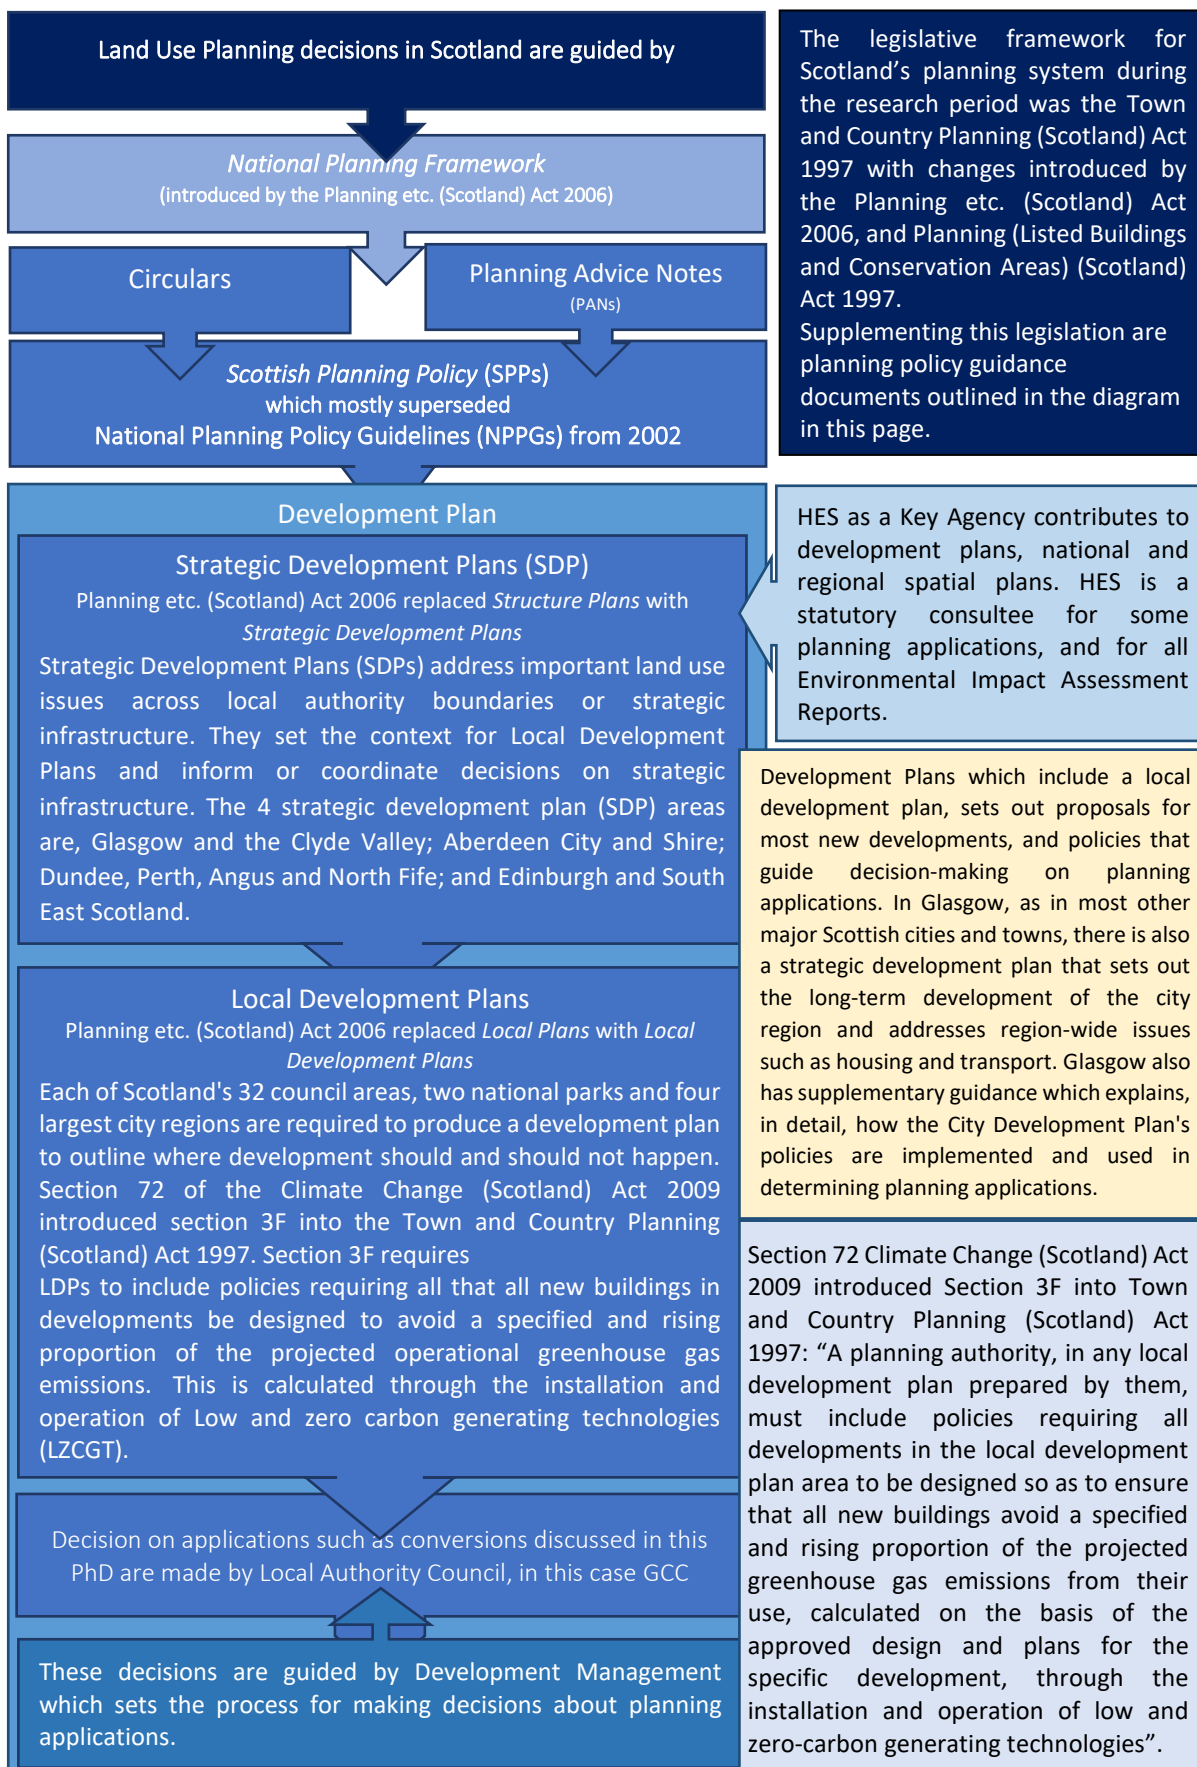 Land Use Planning decisions in Scotland are guided by
National Planning Framework
(introduced by the Planning etc. (Scotland) Act 2006)
Circulars
Planning Advice Notes
(PANs)
Scottish Planning Policy (SPPs)
which mostly superseded
National Planning Policy Guidelines (NPPGs) from 2002
The legislative framework for
Scotland’s planning system during
the research period was the Town
and Country Planning (Scotland) Act
1997 with changes introduced by
the Planning etc. (Scotland) Act
2006, and Planning (Listed Buildings
and Conservation Areas) (Scotland)
Act 1997.
Supplementing this legislation are
planning policy guidance
documents outlined in the diagram
in this page.
Development Plan
Strategic Development Plans (SDP)
Planning etc. (Scotland) Act 2006 replaced Structure Plans with
Strategic Development Plans
Strategic Development Plans (SDPs) address important land use
issues across local authority boundaries or strategic
infrastructure. They set the context for Local Development
Plans and inform or coordinate decisions on strategic
infrastructure. The 4 strategic development plan (SDP) areas
are, Glasgow and the Clyde Valley; Aberdeen City and Shire;
Dundee, Perth, Angus and North Fife; and Edinburgh and South
East Scotland.
HES as a Key Agency contributes to
development plans, national and
regional spatial plans. HES is a
statutory consultee for some
planning applications, and for all
Environmental Impact Assessment
Reports.
Development Plans which include a local
development plan, sets out proposals for
most new developments, and policies that
guide decision-making on planning
applications. In Glasgow, as in most other
major Scottish cities and towns, there is also
a strategic development plan that sets out
the long-term development of the city
region and addresses region-wide issues
such as housing and transport. Glasgow also
has supplementary guidance which explains,
in detail, how the City Development Plan's
policies are implemented and used in
determining planning applications.
Local Development Plans
Planning etc. (Scotland) Act 2006 replaced Local Plans with Local
Development Plans
Each of Scotland's 32 council areas, two national parks and four
largest city regions are required to produce a development plan
to outline where development should and should not happen.
Section 72 of the Climate Change (Scotland) Act 2009
introduced section 3F into the Town and Country Planning
(Scotland) Act 1997. Section 3F requires
LDPs to include policies requiring all that all new buildings in
developments be designed to avoid a specified and rising
proportion of the projected operational greenhouse gas
emissions. This is calculated through the installation and
operation of Low and zero carbon generating technologies
(LZCGT).
Section 72 Climate Change (Scotland) Act
2009 introduced Section 3F into Town
and Country Planning (Scotland) Act
1997: “A planning authority, in any local
development plan prepared by them,
must include policies requiring all
developments in the local development
plan area to be designed so as to ensure
that all new buildings avoid a specified
and rising proportion of the projected
greenhouse gas emissions from their
use, calculated on the basis of the
approved design and plans for the
specific development, through the
installation and operation of low and
zero-carbon generating technologies”.
Decision on applications such as conversions discussed in this
PhD are made by Local Authority Council, in this case GCC
These decisions are guided by Development Management
which sets the process for making decisions about planning
applications.